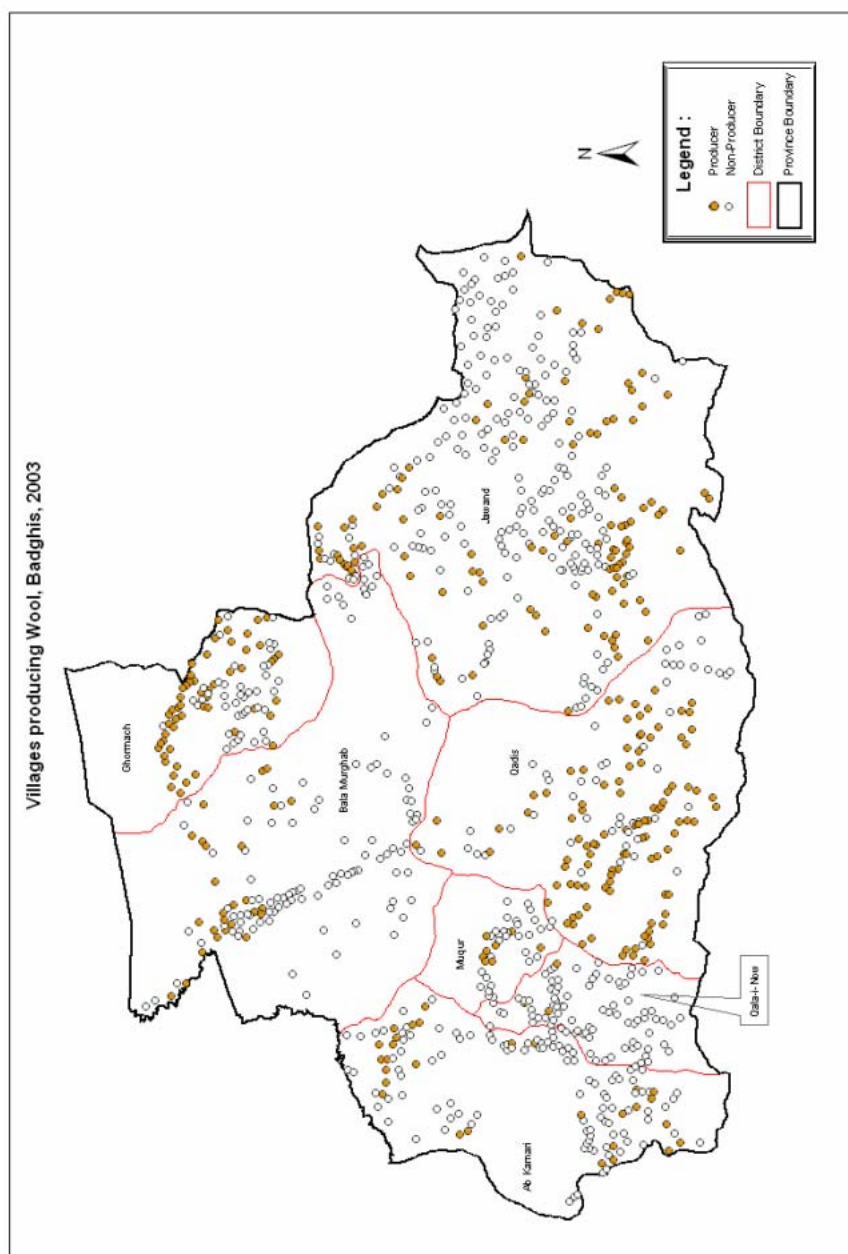 Villages producing Wool, Badghis, 2003
Ghormach
Bala Murghab
Jawand
Qadis
Muqur
Ab Kamari
Qala-i- Now
N
Legend :
Producer
Non-Producer
District Boundary
Province Boundary